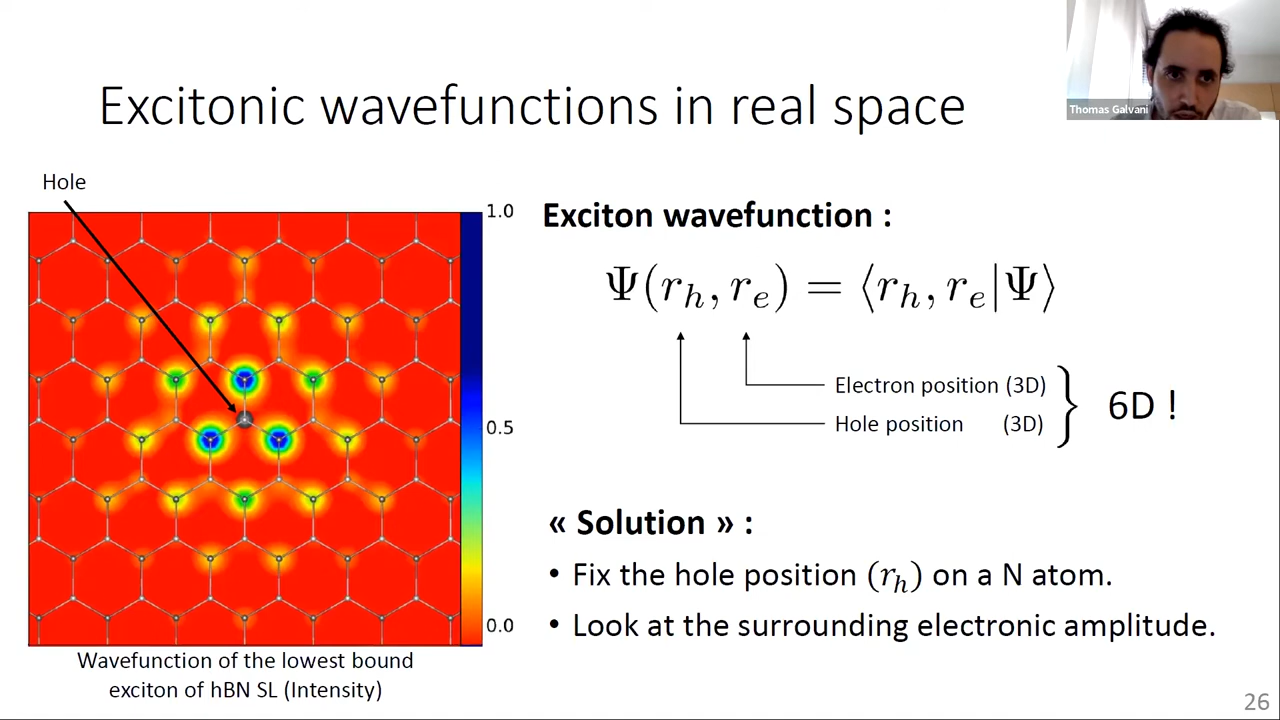 Thomas Galvani
Excitonic wavefunctions in real space
Hole
1.0
0.5
0.0
Wavefunction of the lowest bound
exciton of hBN SL (Intensity)
Exciton wavefunction :
Ψ(r_h, r_e) = ⟨r_h, r_e|Ψ⟩
Electron position (3D)
Hole position (3D)
6D !
« Solution » :
• Fix the hole position (r_h) on a N atom.
• Look at the surrounding electronic amplitude.
26